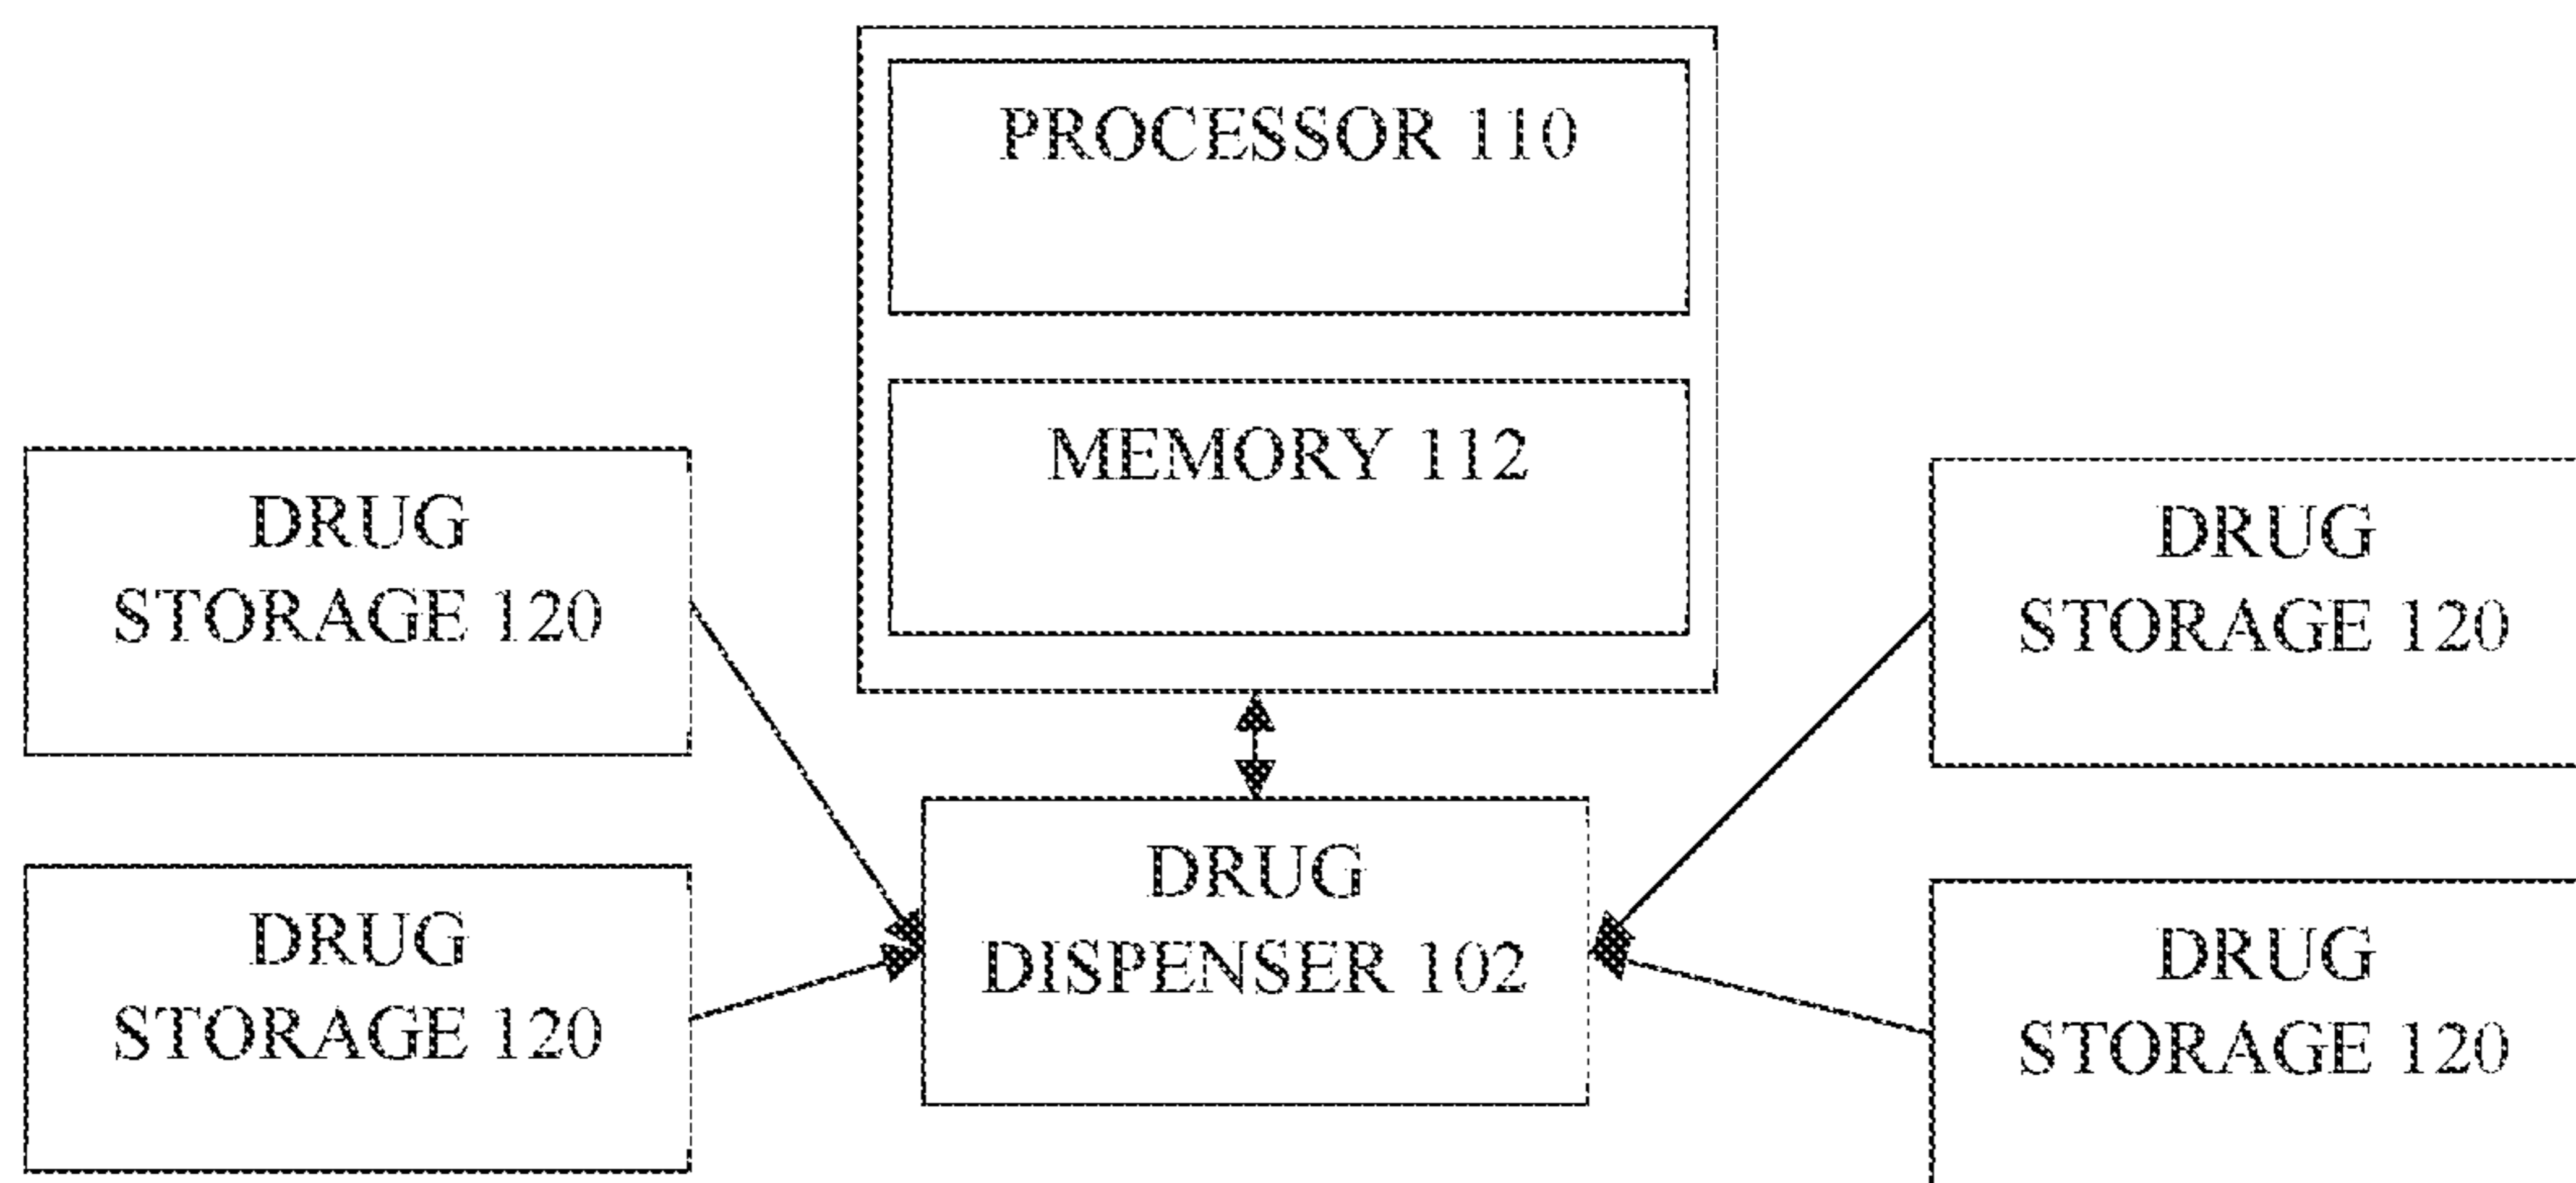 PROCESSOR 110
MEMORY 112
DRUG
STORAGE 120
DRUG
STORAGE 120
DRUG
DISPENSER 102
DRUG
STORAGE 120
DRUG
STORAGE 120